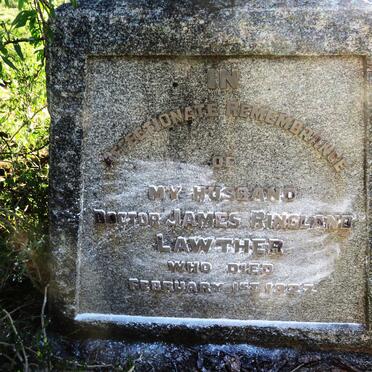 IN
AFFECTIONATE REMEMBRANCE
OF
MY HUSBAND
DOCTOR JAMES RINGLAND
LAWTHER
WHO DIED
FEBRUARY 1ST